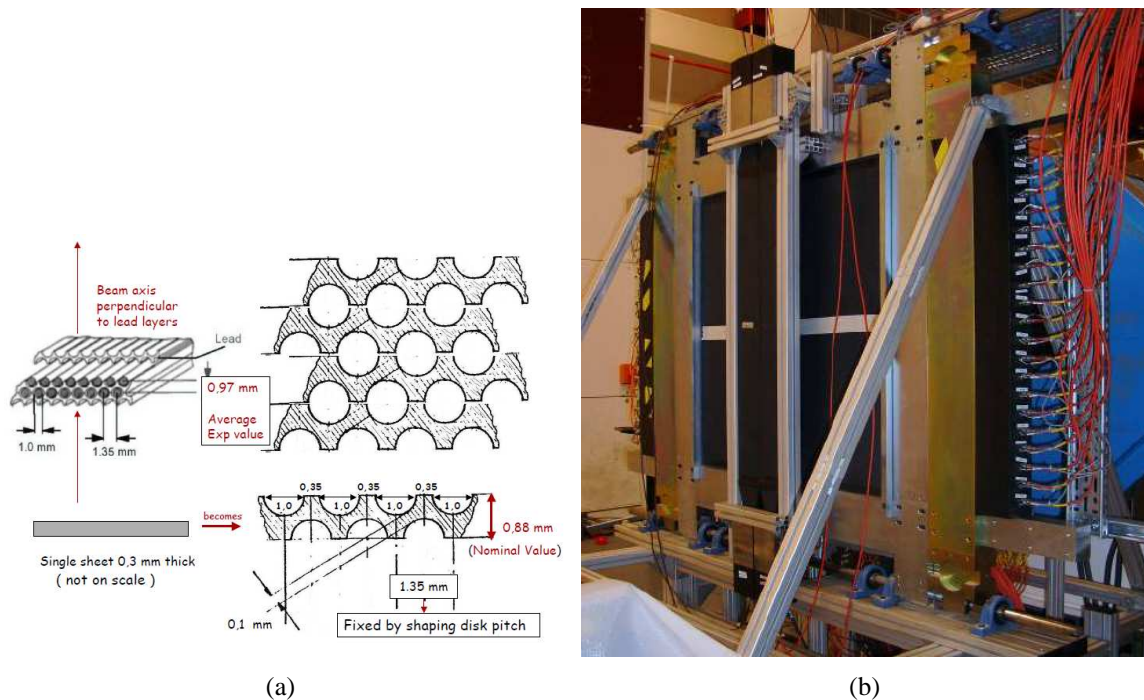 Beam axis
perpendicular
to lead layers
Lead
0,97 mm
Average
Exp value
1.0 mm
1.35 mm
0,35 0,35 0,35
1,0 1,0 1,0 1,0
becomes
0,88 mm
(Nominal Value)
Single sheet 0,3 mm thick
( not on scale )
1.35 mm
0,1 mm
Fixed by shaping disk pitch
(a) (b)